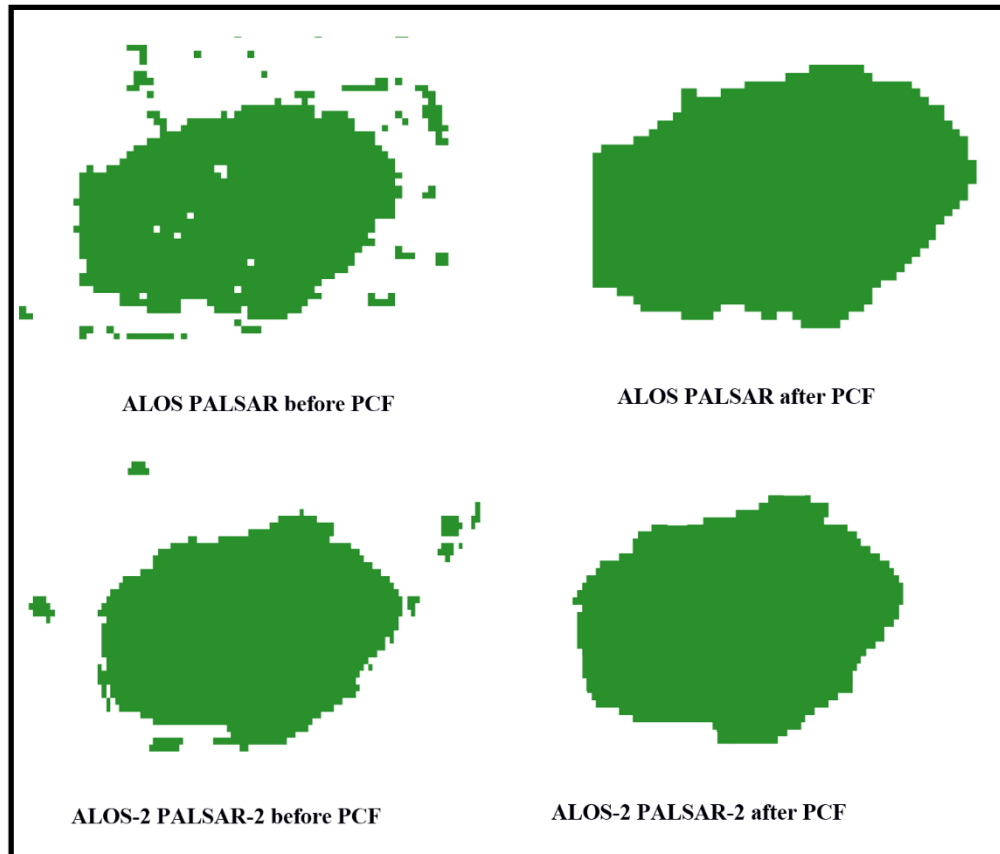 ALOS PALSAR before PCF
ALOS PALSAR after PCF
ALOS-2 PALSAR-2 before PCF
ALOS-2 PALSAR-2 after PCF